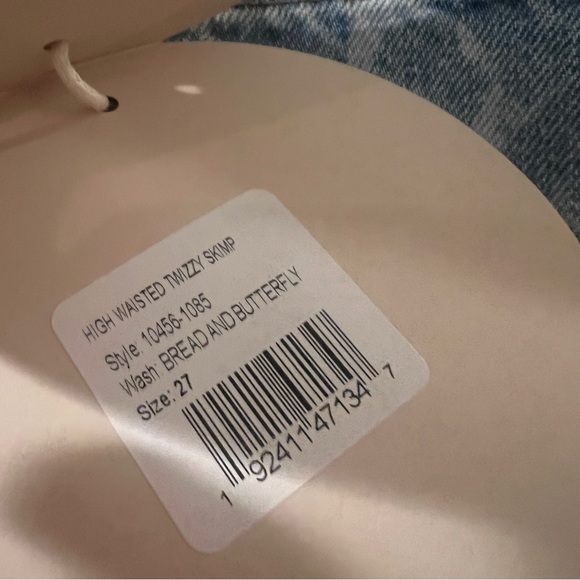 HIGH WAISTED TWIZZY SKIMP
Style: 10456-1085
Wash: BREAD AND BUTTERFLY
Size: 27
1 92411 47134 7